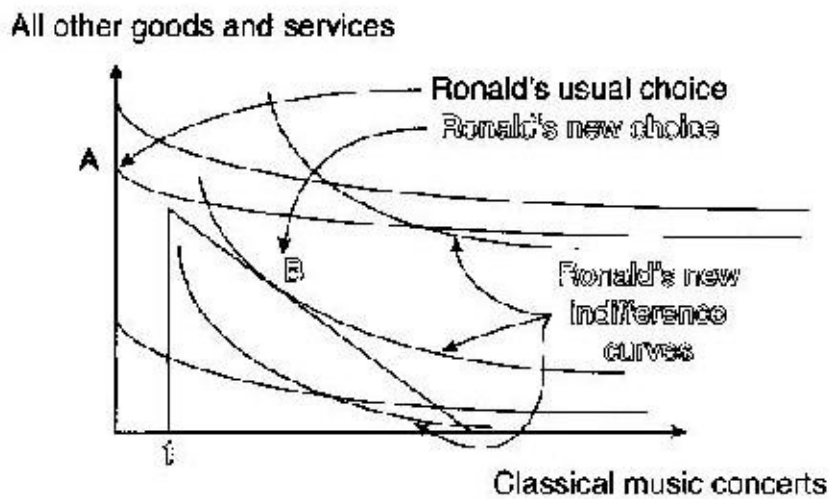 All other goods and services
Ronald's usual choice
Ronald's new choice
A
B
Ronald's new
indifference
curves
1
Classical music concerts